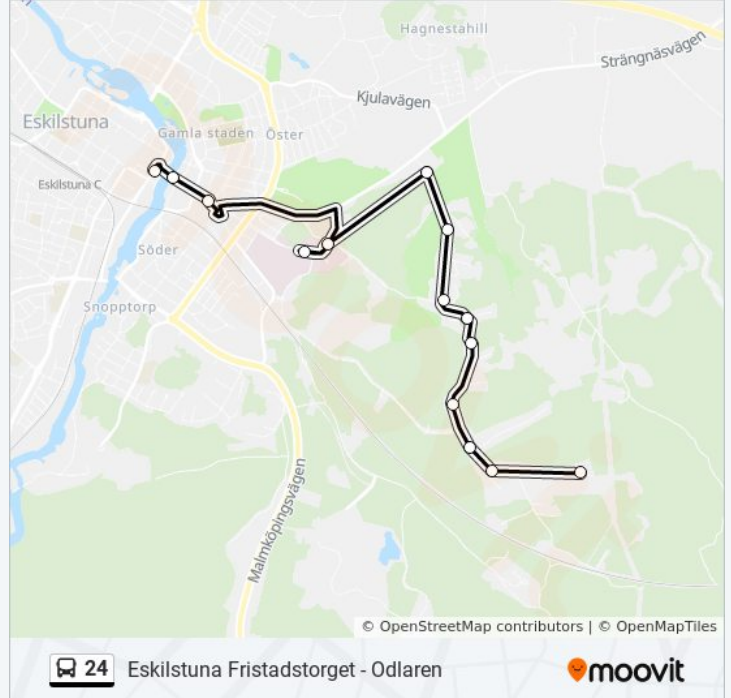 Hagnestahill
Strängnäsvägen
Kjulavägen
Eskilstuna
Gamla staden
Öster
Eskilstuna C
Söder
Snopptorp
Malmköpingsvägen
© OpenStreetMap contributors | © OpenMapTiles
24 Eskilstuna Fristadstorget - Odlaren
moovit